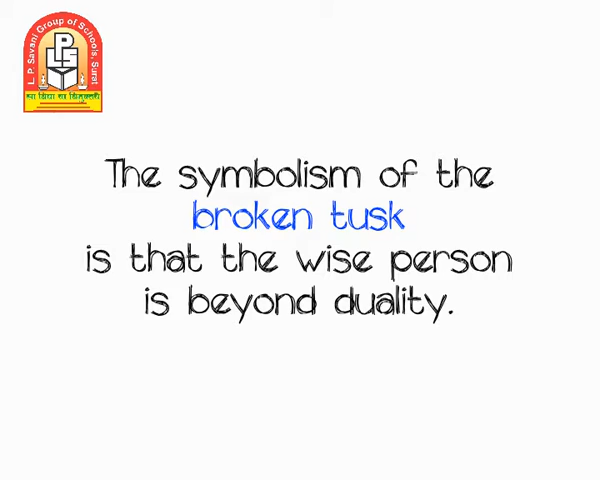 L. P. Savani Group of Schools, Surat
PLS
The symbolism of the
broken tusk
is that the wise person
is beyond duality.